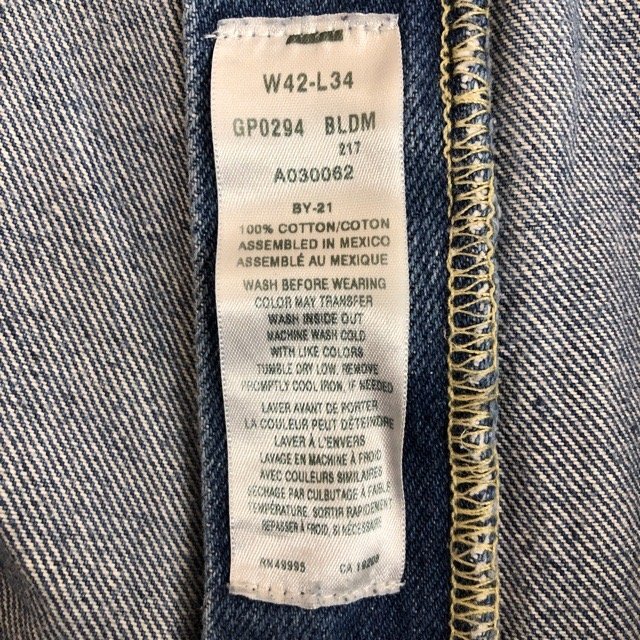 W42-L34
GP0294 BLDM
217
A030062
BY-21
100% COTTON/COTON
ASSEMBLED IN MEXICO
ASSEMBLÉ AU MEXIQUE
WASH BEFORE WEARING
COLOR MAY TRANSFER
WASH INSIDE OUT
MACHINE WASH COLD
WITH LIKE COLORS
TUMBLE DRY LOW, REMOVE
PROMPTLY COOL IRON, IF NEEDED
LAVER AVANT DE PORTER
LA COULEUR PEUT DÉTEINDRE
LAVER À L'ENVERS
LAVAGE EN MACHINE À FROID
AVEC COULEURS SIMILAIRES
SÉCHAGE PAR CULBUTAGE À FAIBLE
TEMPÉRATURE, SORTIR RAPIDEMENT
REPASSER À FROID, SI NÉCESSAIRE
RN49995 CA